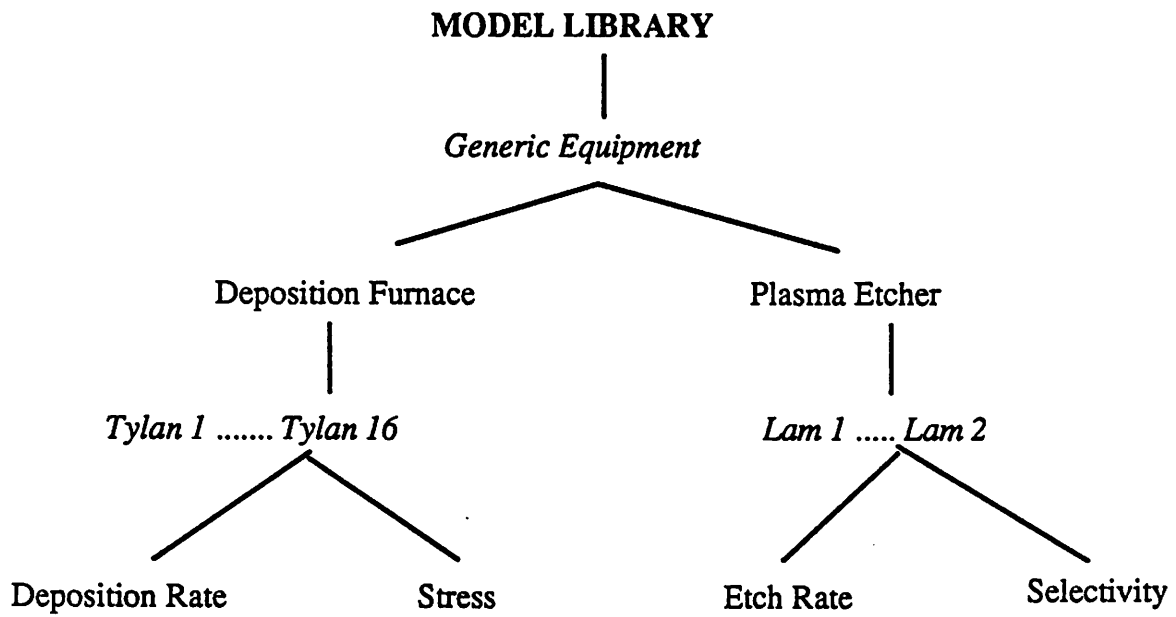 MODEL LIBRARY
Generic Equipment
Deposition Furnace Plasma Etcher
Tylan 1 ....... Tylan 16 Lam 1 ..... Lam 2
Deposition Rate Stress Etch Rate Selectivity